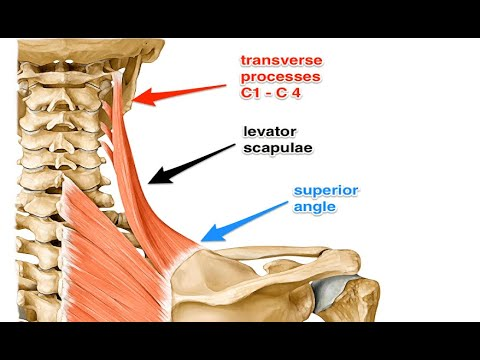 transverse
processes
C1 - C 4
levator
scapulae
superior
angle